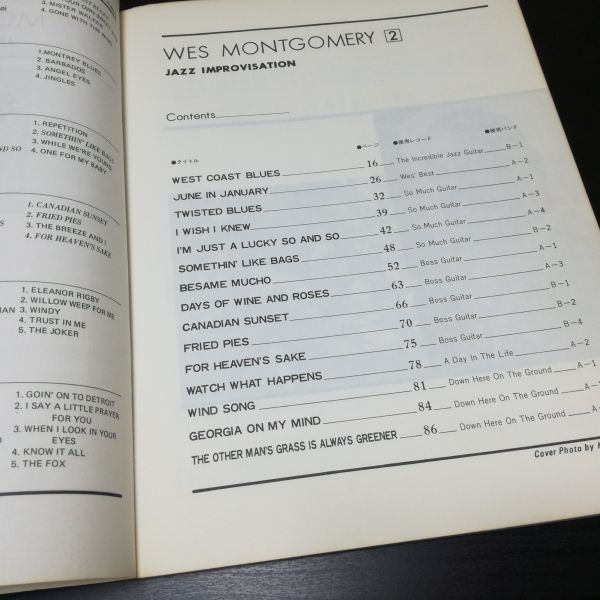 3. MISTER WALKER
4. GONE WITH THE WIND
1. MONTREY BLUES
2. BARBADOS
3. ANGEL EYES
4. JINGLES
1. REPETITION
2. SOMETHIN' LIKE BAGS
3. WHILE WE'RE YOUNG
4. ONE FOR MY BABY
1. CANADIAN SUNSET
2. FRIED PIES
3. THE BREEZE AND I
4. FOR HEAVEN'S SAKE
1. ELEANOR RIGBY
2. WILLOW WEEP FOR ME
3. WINDY
4. TRUST IN ME
5. THE JOKER
1. GOIN' ON TO DETROIT
2. I SAY A LITTLE PRAYER
FOR YOU
3. WHEN I LOOK IN YOUR
EYES
4. KNOW IT ALL
5. THE FOX
WES MONTGOMERY 2
JAZZ IMPROVISATION
Contents
●タイトル ●ページ ●使用レコード ●使用バンド
WEST COAST BLUES 16 The Incredible Jazz Guitar B-1
JUNE IN JANUARY 26 Wes' Best A-2
TWISTED BLUES 32 So Much Guitar A-1
I WISH I KNEW 39 So Much Guitar A-3
I'M JUST A LUCKY SO AND SO 42 So Much Guitar A-4
SOMETHIN' LIKE BAGS 48 So Much Guitar B-2
BESAME MUCHO 52 Boss Guitar A-1
DAYS OF WINE AND ROSES 63 Boss Guitar A-3
CANADIAN SUNSET 66 Boss Guitar B-1
FRIED PIES 70 Boss Guitar B-2
FOR HEAVEN'S SAKE 75 Boss Guitar B-4
WATCH WHAT HAPPENS 78 A Day In The Life A-2
WIND SONG 81 Down Here On The Ground A-1
GEORGIA ON MY MIND 84 Down Here On The Ground
THE OTHER MAN'S GRASS IS ALWAYS GREENER 86 Down Here On The Ground
Cover Photo by